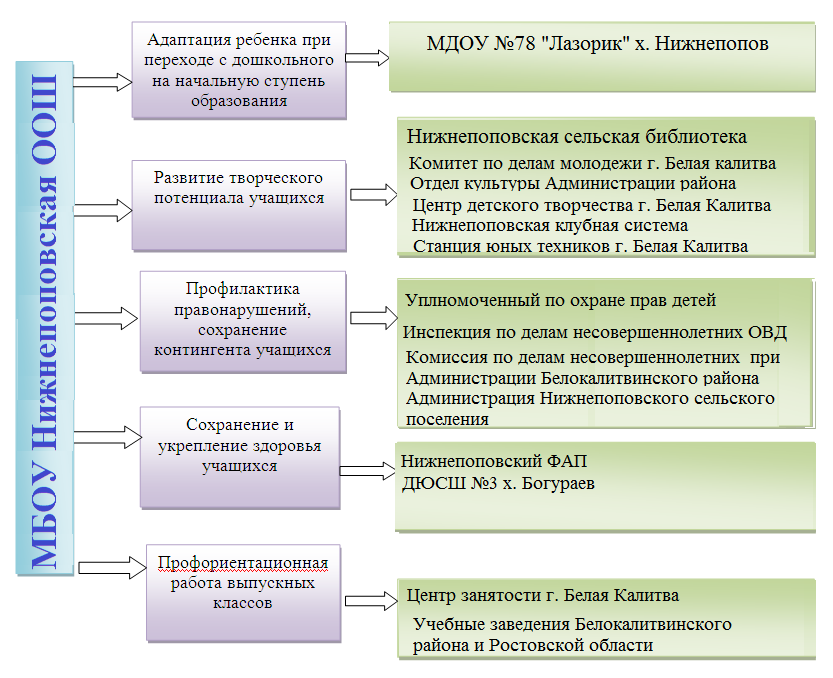 МБОУ Нижнепоповская ООШ
Адаптация ребенка при
переходе с дошкольного
на начальную ступень
образования
МДОУ №78 "Лазорик" х. Нижнепопов
Развитие творческого
потенциала учащихся
Нижнепоповская сельская библиотека
Комитет по делам молодежи г. Белая калитва
Отдел культуры Администрации района
Центр детского творчества г. Белая Калитва
Нижнепоповская клубная система
Станция юных техников г. Белая Калитва
Профилактика
правонарушений,
сохранение
контингента учащихся
Уплномоченный по охране прав детей
Инспекция по делам несовершеннолетних ОВД
Комиссия по делам несовершеннолетних при
Администрации Белокалитвинского района
Администрация Нижнепоповского сельского
поселения
Сохранение и
укрепление здоровья
учащихся
Нижнепоповский ФАП
ДЮСШ №3 х. Богураев
Профориентационная
работа выпускных
классов
Центр занятости г. Белая Калитва
Учебные заведения Белокалитвинского
района и Ростовской области